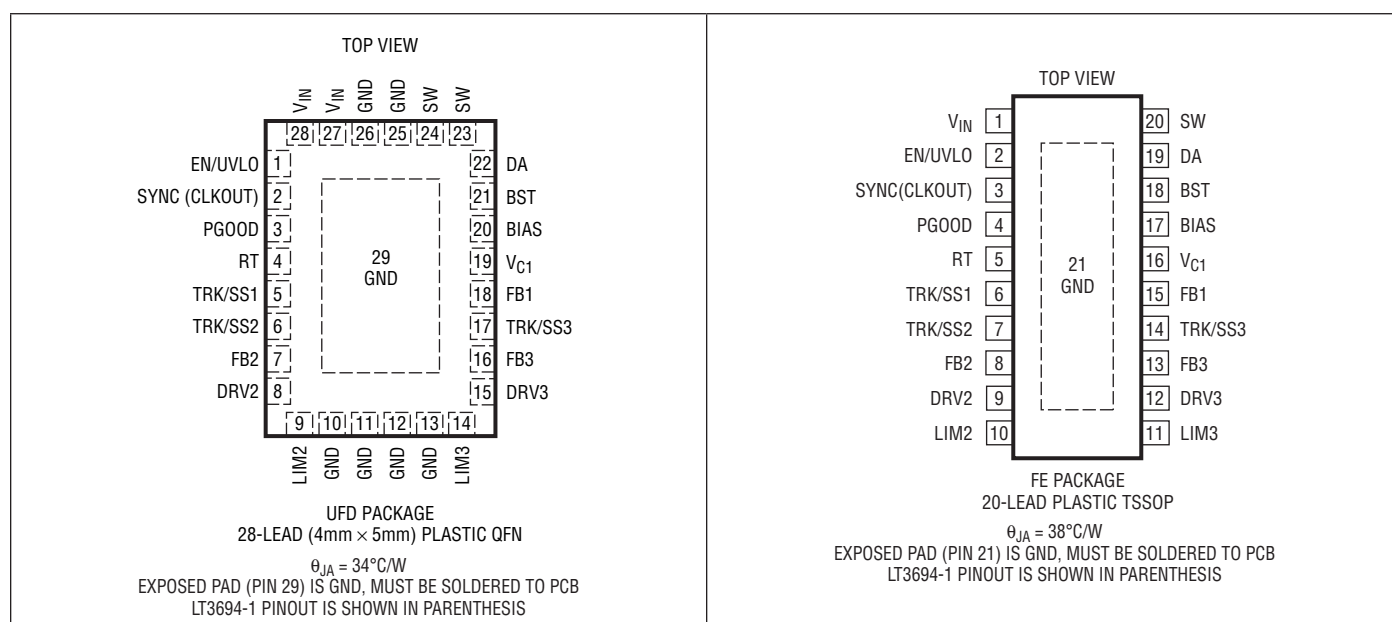 TOP VIEW
VIN VIN GND GND SW SW
28 27 26 25 24 23
EN/UVLO 1 22 DA
SYNC (CLKOUT) 2 21 BST
PGOOD 3 20 BIAS
RT 4 19 VC1
TRK/SS1 5 18 FB1
TRK/SS2 6 17 TRK/SS3
FB2 7 16 FB3
DRV2 8 15 DRV3
29
GND
9 10 11 12 13 14
LIM2 GND GND GND GND LIM3
UFD PACKAGE
28-LEAD (4mm × 5mm) PLASTIC QFN
θJA = 34°C/W
EXPOSED PAD (PIN 29) IS GND, MUST BE SOLDERED TO PCB
LT3694-1 PINOUT IS SHOWN IN PARENTHESIS
TOP VIEW
VIN 1 20 SW
EN/UVLO 2 19 DA
SYNC(CLKOUT) 3 18 BST
PGOOD 4 17 BIAS
RT 5 16 VC1
TRK/SS1 6 15 FB1
TRK/SS2 7 14 TRK/SS3
FB2 8 13 FB3
DRV2 9 12 DRV3
LIM2 10 11 LIM3
21
GND
FE PACKAGE
20-LEAD PLASTIC TSSOP
θJA = 38°C/W
EXPOSED PAD (PIN 21) IS GND, MUST BE SOLDERED TO PCB
LT3694-1 PINOUT IS SHOWN IN PARENTHESIS